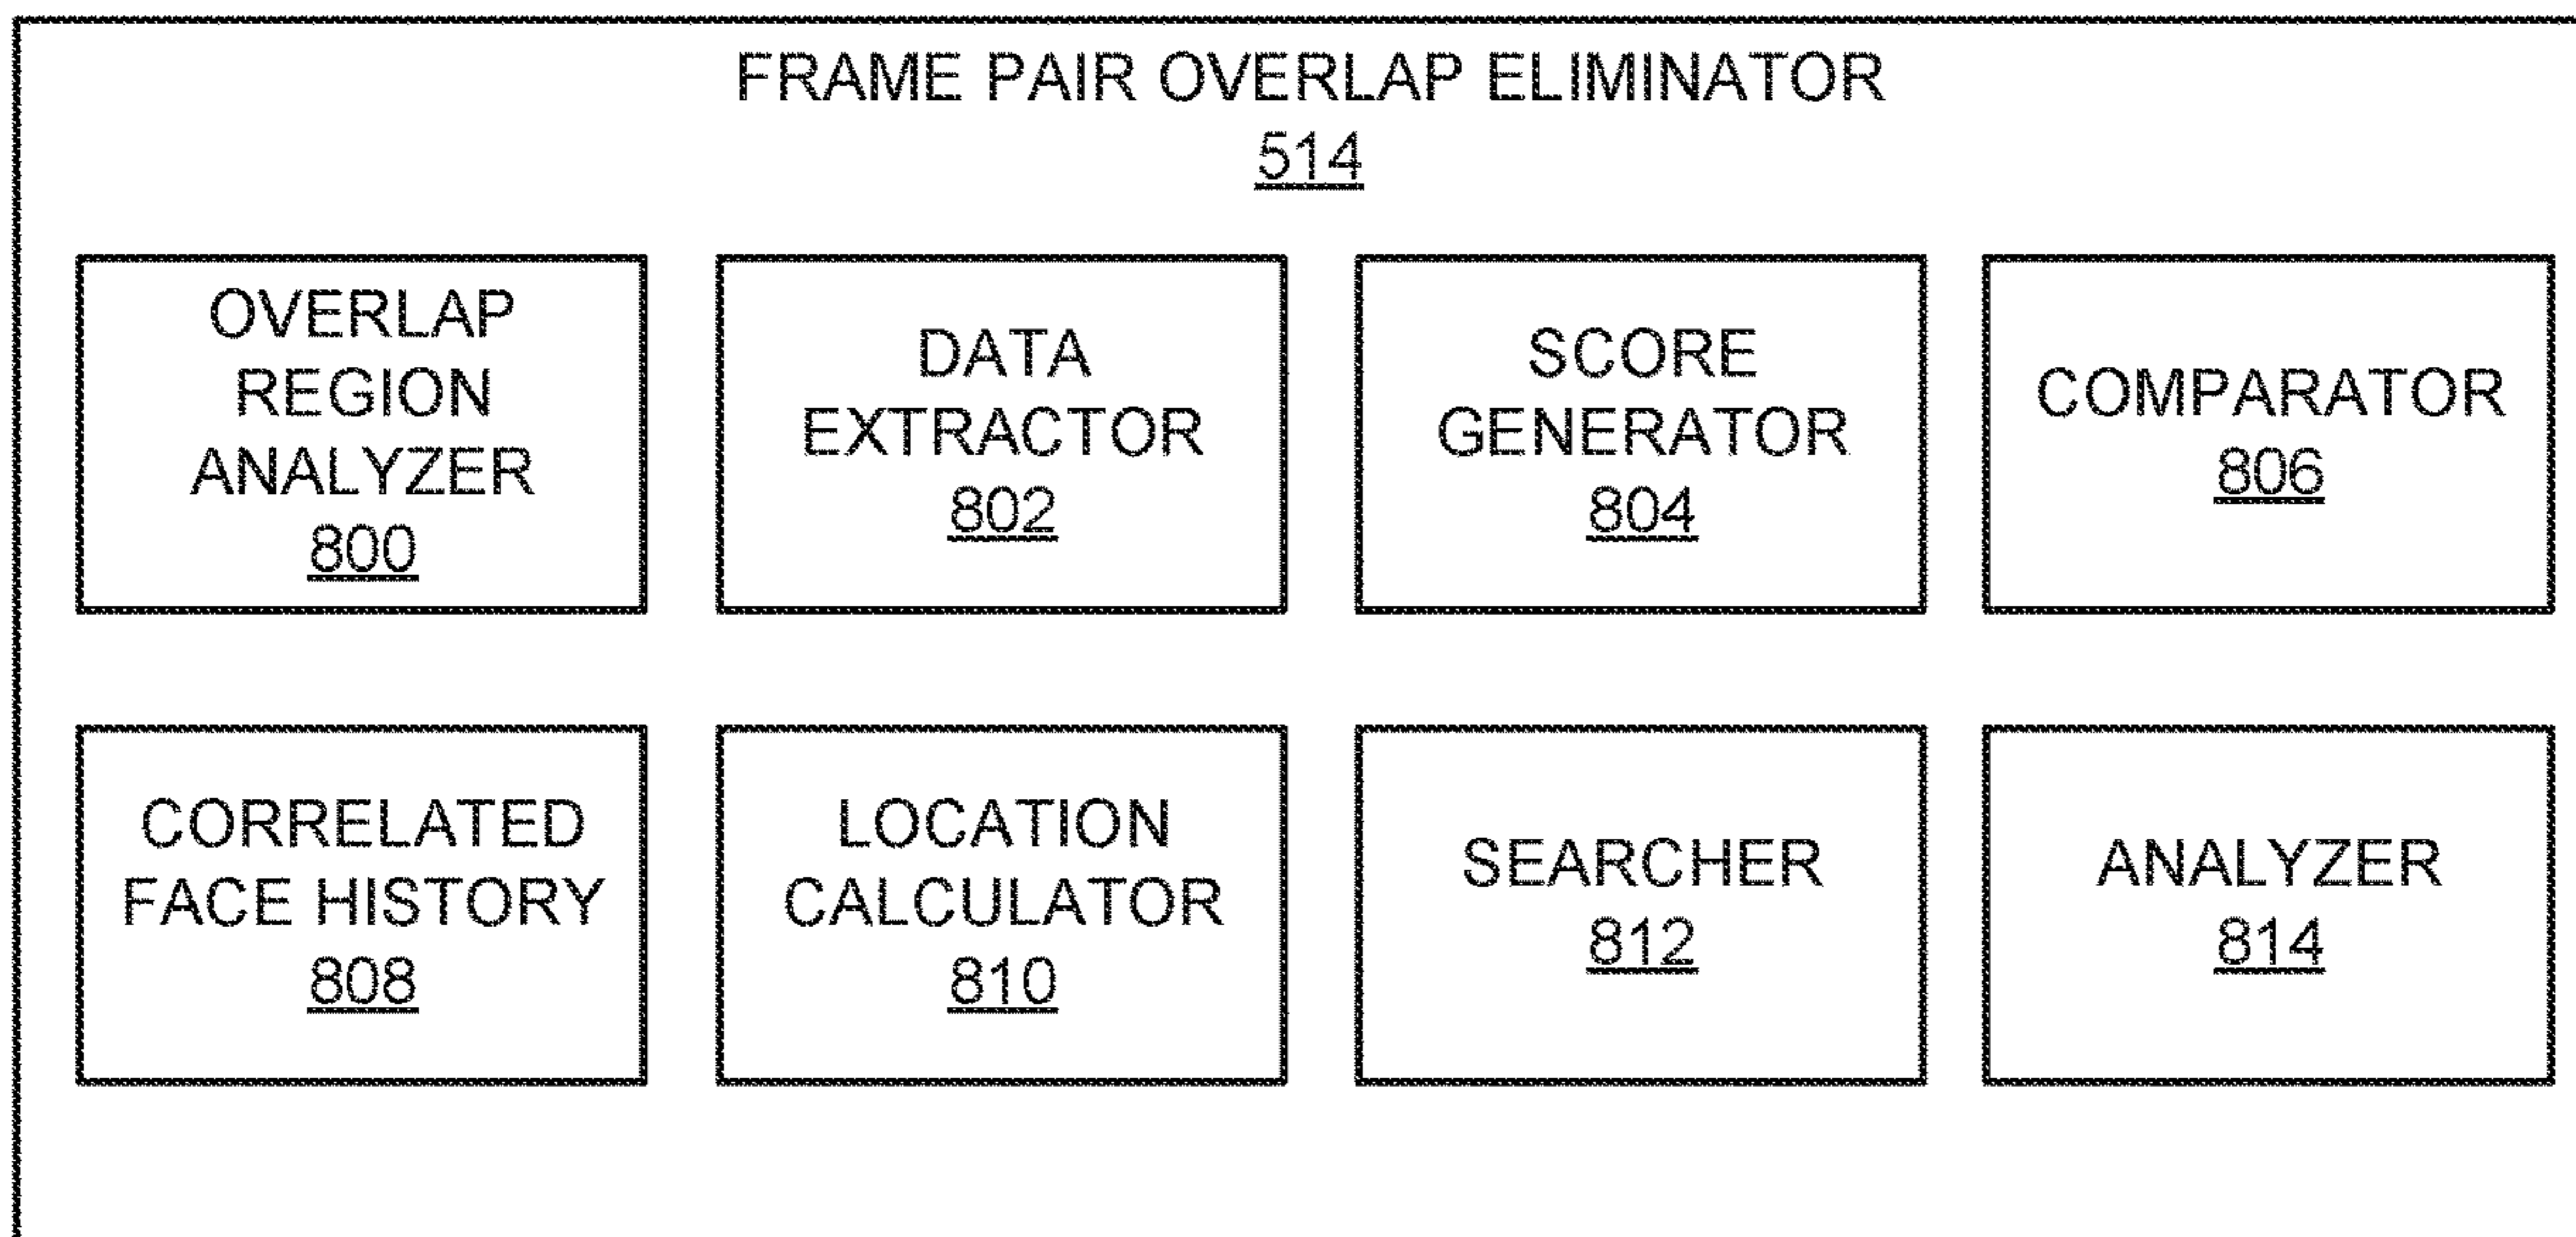 FRAME PAIR OVERLAP ELIMINATOR
514
OVERLAP
REGION
ANALYZER
800
DATA
EXTRACTOR
802
SCORE
GENERATOR
804
COMPARATOR
806
CORRELATED
FACE HISTORY
808
LOCATION
CALCULATOR
810
SEARCHER
812
ANALYZER
814